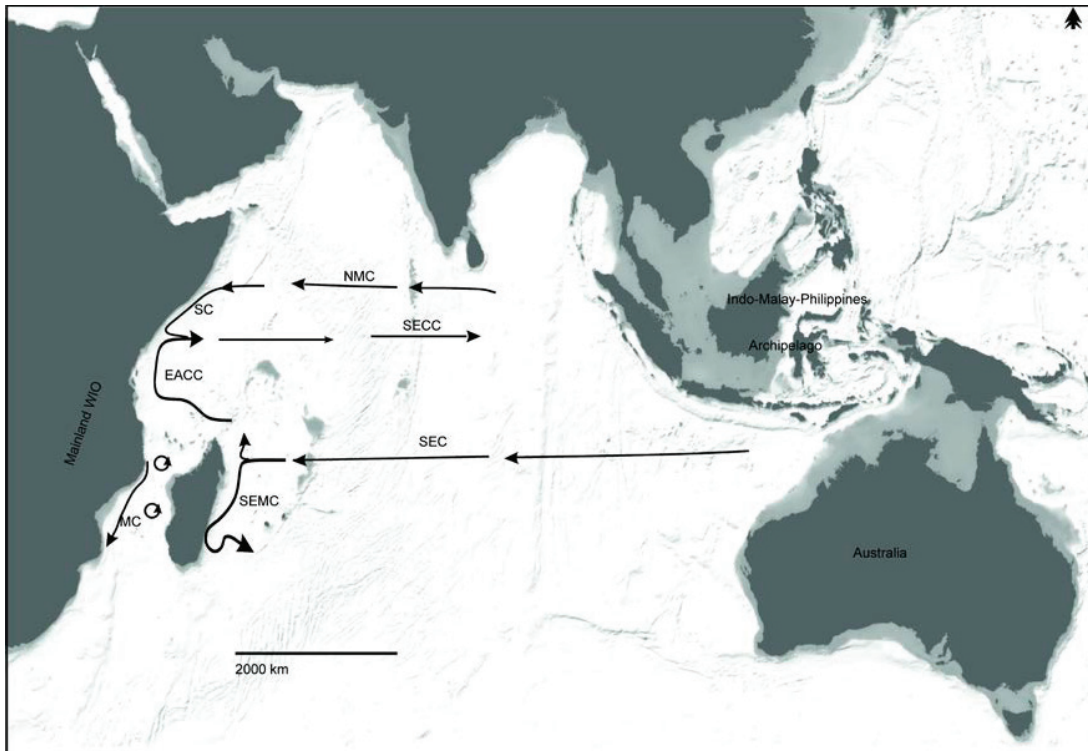 NMC
SC
SECC
Indo-Malay-Philippines
Archipelago
EACC
Mainland WIO
SEC
SEMC
MC
Australia
2000 km